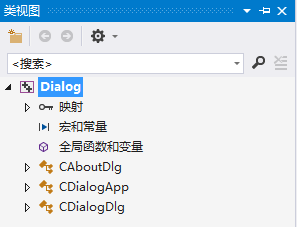 类视图
<搜索>
Dialog
映射
宏和常量
全局函数和变量
CAboutDlg
CDialogApp
CDialogDlg